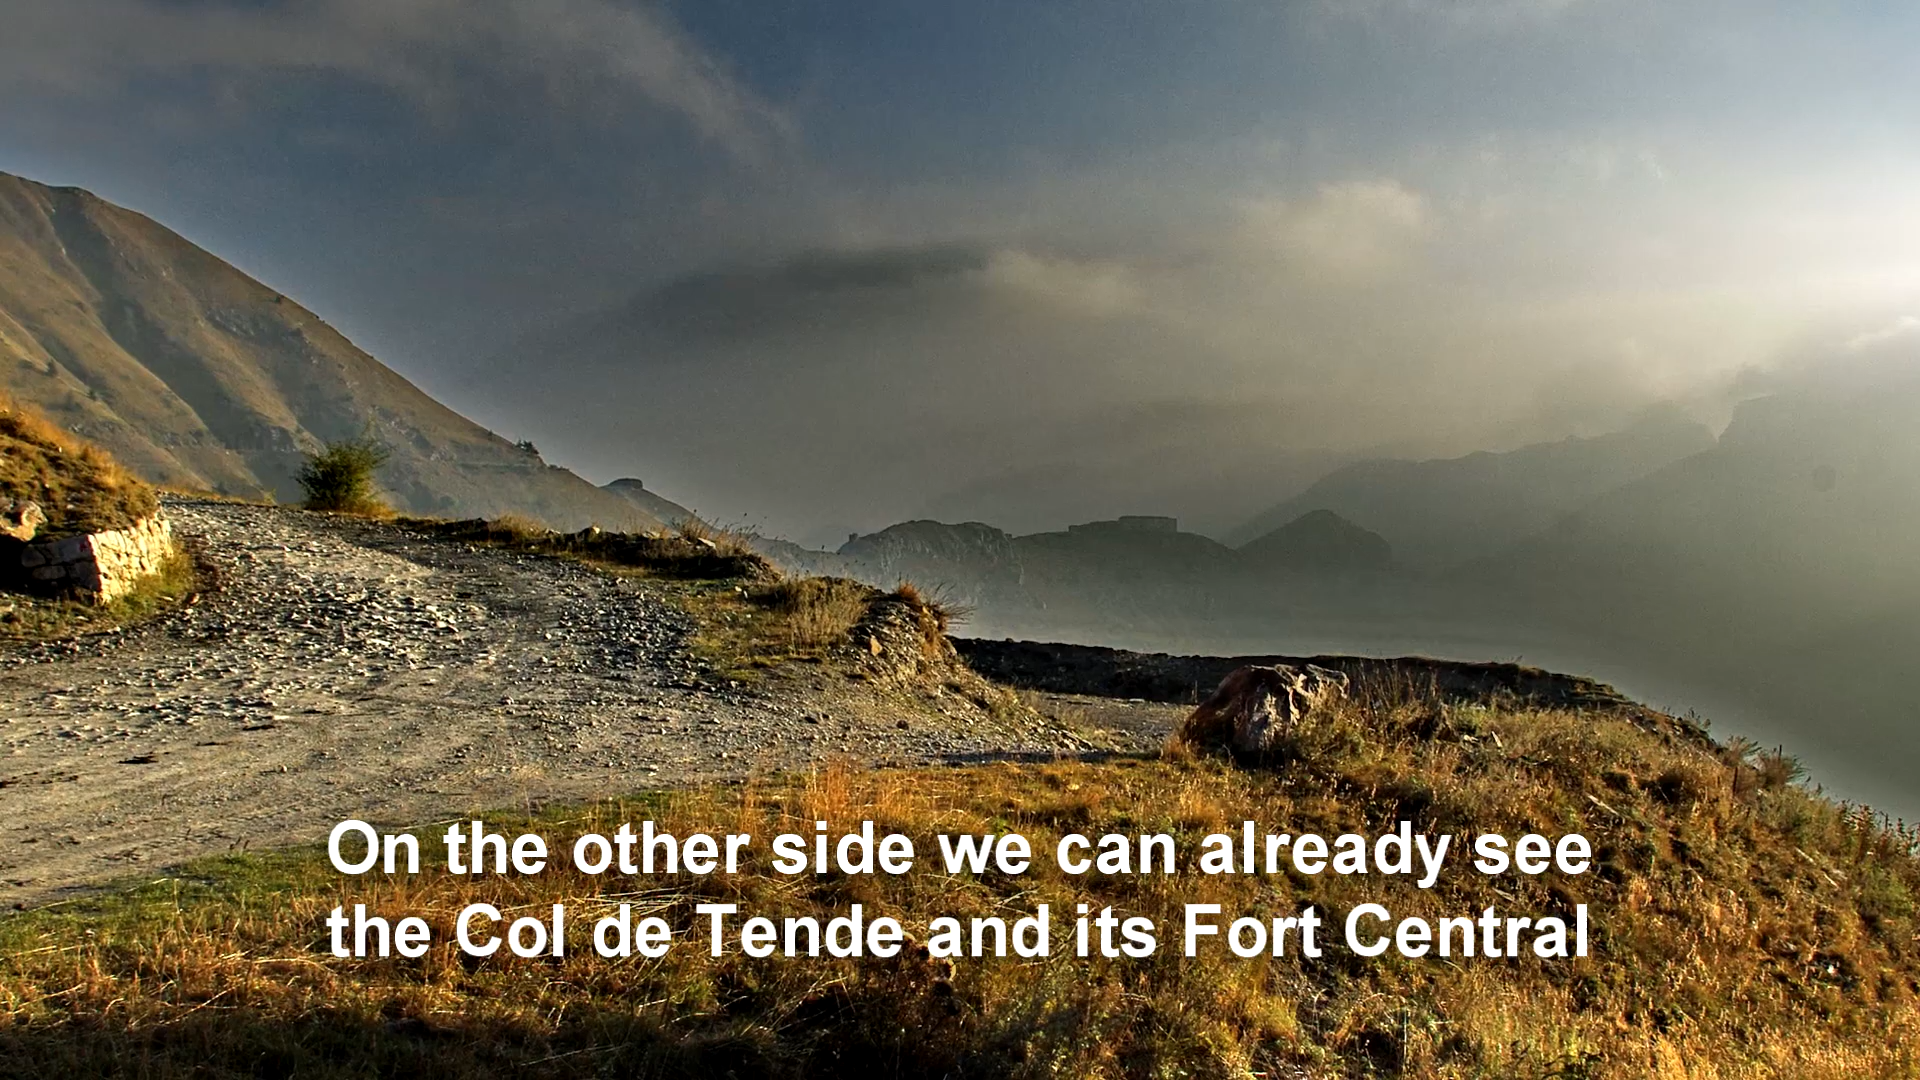 On the other side we can already see
the Col de Tende and its Fort Central